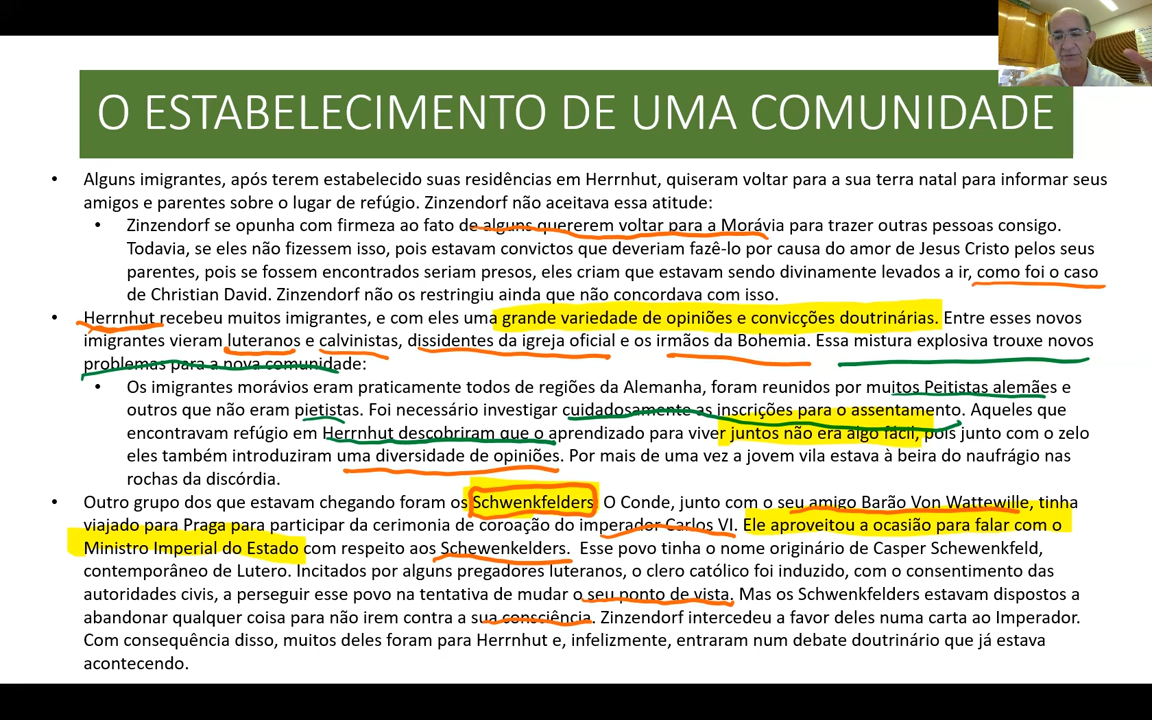 O ESTABELECIMENTO DE UMA COMUNIDADE
• Alguns imigrantes, após terem estabelecido suas residências em Herrnhut, quiseram voltar para a sua terra natal para informar seus
amigos e parentes sobre o lugar de refúgio. Zinzendorf não aceitava essa atitude:
• Zinzendorf se opunha com firmeza ao fato de alguns quererem voltar para a Morávia para trazer outras pessoas consigo.
Todavia, se eles não fizessem isso, pois estavam convictos que deveriam fazê-lo por causa do amor de Jesus Cristo pelos seus
parentes, pois se fossem encontrados seriam presos, eles criam que estavam sendo divinamente levados a ir, como foi o caso
de Christian David. Zinzendorf não os restringiu ainda que não concordava com isso.
• Herrnhut recebeu muitos imigrantes, e com eles uma grande variedade de opiniões e convicções doutrinárias. Entre esses novos
imigrantes vieram luteranos e calvinistas, dissidentes da igreja oficial e os irmãos da Bohemia. Essa mistura explosiva trouxe novos
problemas para a nova comunidade:
• Os imigrantes morávios eram praticamente todos de regiões da Alemanha, foram reunidos por muitos Peitistas alemães e
outros que não eram pietistas. Foi necessário investigar cuidadosamente as inscrições para o assentamento. Aqueles que
encontravam refúgio em Herrnhut descobriram que o aprendizado para viver juntos não era algo fácil, pois junto com o zelo
eles também introduziram uma diversidade de opiniões. Por mais de uma vez a jovem vila estava à beira do naufrágio nas
rochas da discórdia.
• Outro grupo dos que estavam chegando foram os Schwenkfelders. O Conde, junto com o seu amigo Barão Von Wattewille, tinha
viajado para Praga para participar da cerimonia de coroação do imperador Carlos VI. Ele aproveitou a ocasião para falar com o
Ministro Imperial do Estado com respeito aos Schewenkelders. Esse povo tinha o nome originário de Casper Schewenkfeld,
contemporâneo de Lutero. Incitados por alguns pregadores luteranos, o clero católico foi induzido, com o consentimento das
autoridades civis, a perseguir esse povo na tentativa de mudar o seu ponto de vista. Mas os Schwenkfelders estavam dispostos a
abandonar qualquer coisa para não irem contra a sua consciência. Zinzendorf intercedeu a favor deles numa carta ao Imperador.
Com consequência disso, muitos deles foram para Herrnhut e, infelizmente, entraram num debate doutrinário que já estava
acontecendo.